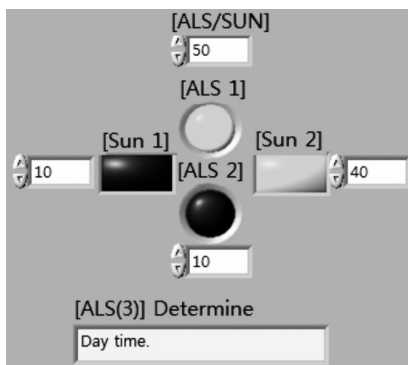 [ALS/SUN]
50
[ALS 1]
[Sun 1] [Sun 2]
10 [ALS 2] 40
10
[ALS(3)] Determine
Day time.